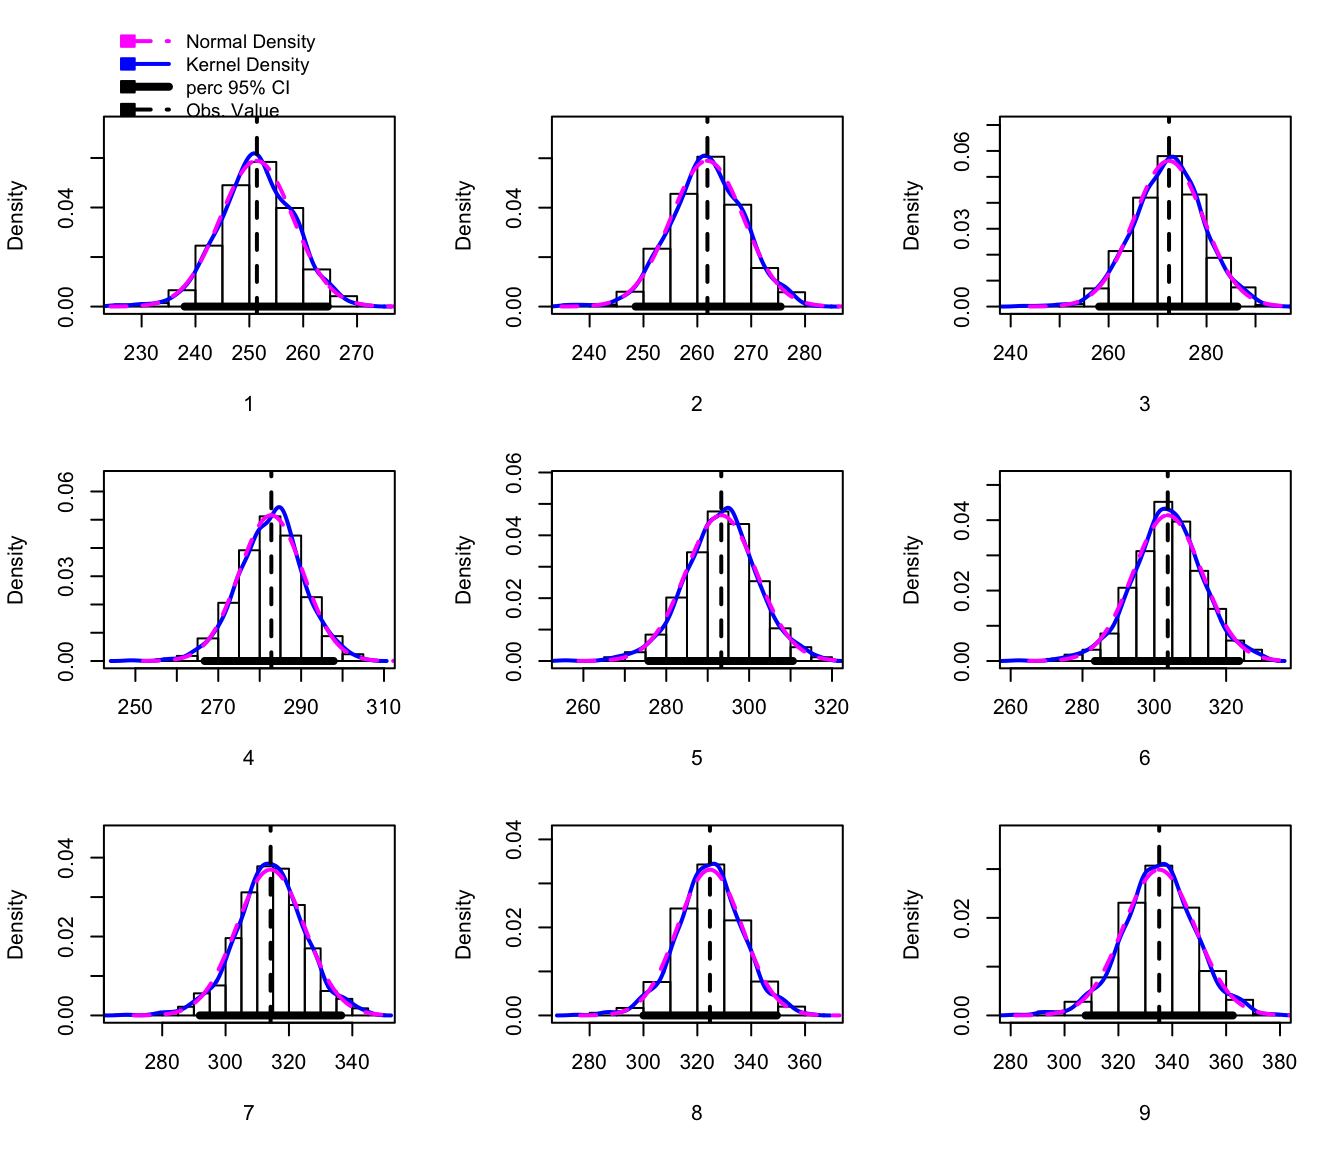 Normal Density
Kernel Density
perc 95% CI
Obs. Value
Density
0.00 0.04
230 240 250 260 270
1
Density
0.00 0.04
240 250 260 270 280
2
Density
0.00 0.03 0.06
240 260 280
3
Density
0.00 0.03 0.06
250 270 290 310
4
Density
0.00 0.02 0.04 0.06
260 280 300 320
5
Density
0.00 0.02 0.04
260 280 300 320
6
Density
0.00 0.02 0.04
280 300 320 340
7
Density
0.00 0.02 0.04
280 300 320 340 360
8
Density
0.00 0.02
280 300 320 340 360 380
9